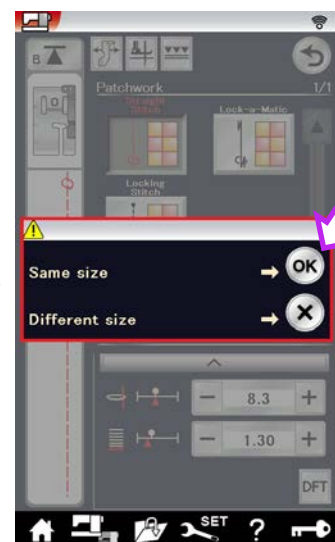 B
Patchwork 1/1
Straight
Stitch
Lock-a-Matic
Locking
Stitch
Same size → OK
Different size → X
− 8.3 +
− 1.30 +
DFT
SET ?